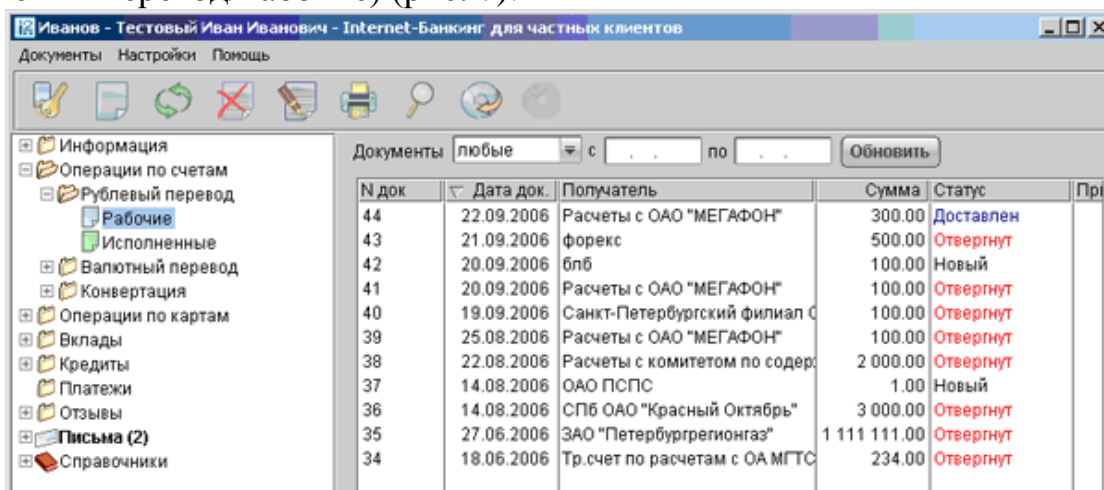 Иванов - Тестовый Иван Иванович - Internet-Банкинг для частных клиентов
Документы Настройки Помощь
Информация
Операции по счетам
Рублевый перевод
Рабочие
Исполненные
Валютный перевод
Конвертация
Операции по картам
Вклады
Кредиты
Платежи
Отзывы
Письма (2)
Справочники
Документы любые с . . по . . Обновить
N док Дата док. Получатель Сумма Статус Прі
44 22.09.2006 Расчеты с ОАО "МЕГАФОН" 300.00 Доставлен
43 21.09.2006 форекс 500.00 Отвергнут
42 20.09.2006 бпб 100.00 Новый
41 20.09.2006 Расчеты с ОАО "МЕГАФОН" 100.00 Отвергнут
40 19.09.2006 Санкт-Петербургский филиал 100.00 Отвергнут
39 25.08.2006 Расчеты с ОАО "МЕГАФОН" 100.00 Отвергнут
38 22.08.2006 Расчеты с комитетом по содер 2 000.00 Отвергнут
37 14.08.2006 ОАО ПСПС 1.00 Новый
36 14.08.2006 СПб ОАО "Красный Октябрь" 3 000.00 Отвергнут
35 27.06.2006 ЗАО "Петербургрегионгаз" 1 111 111.00 Отвергнут
34 18.06.2006 Тр.счет по расчетам с ОА МГТС 234.00 Отвергнут